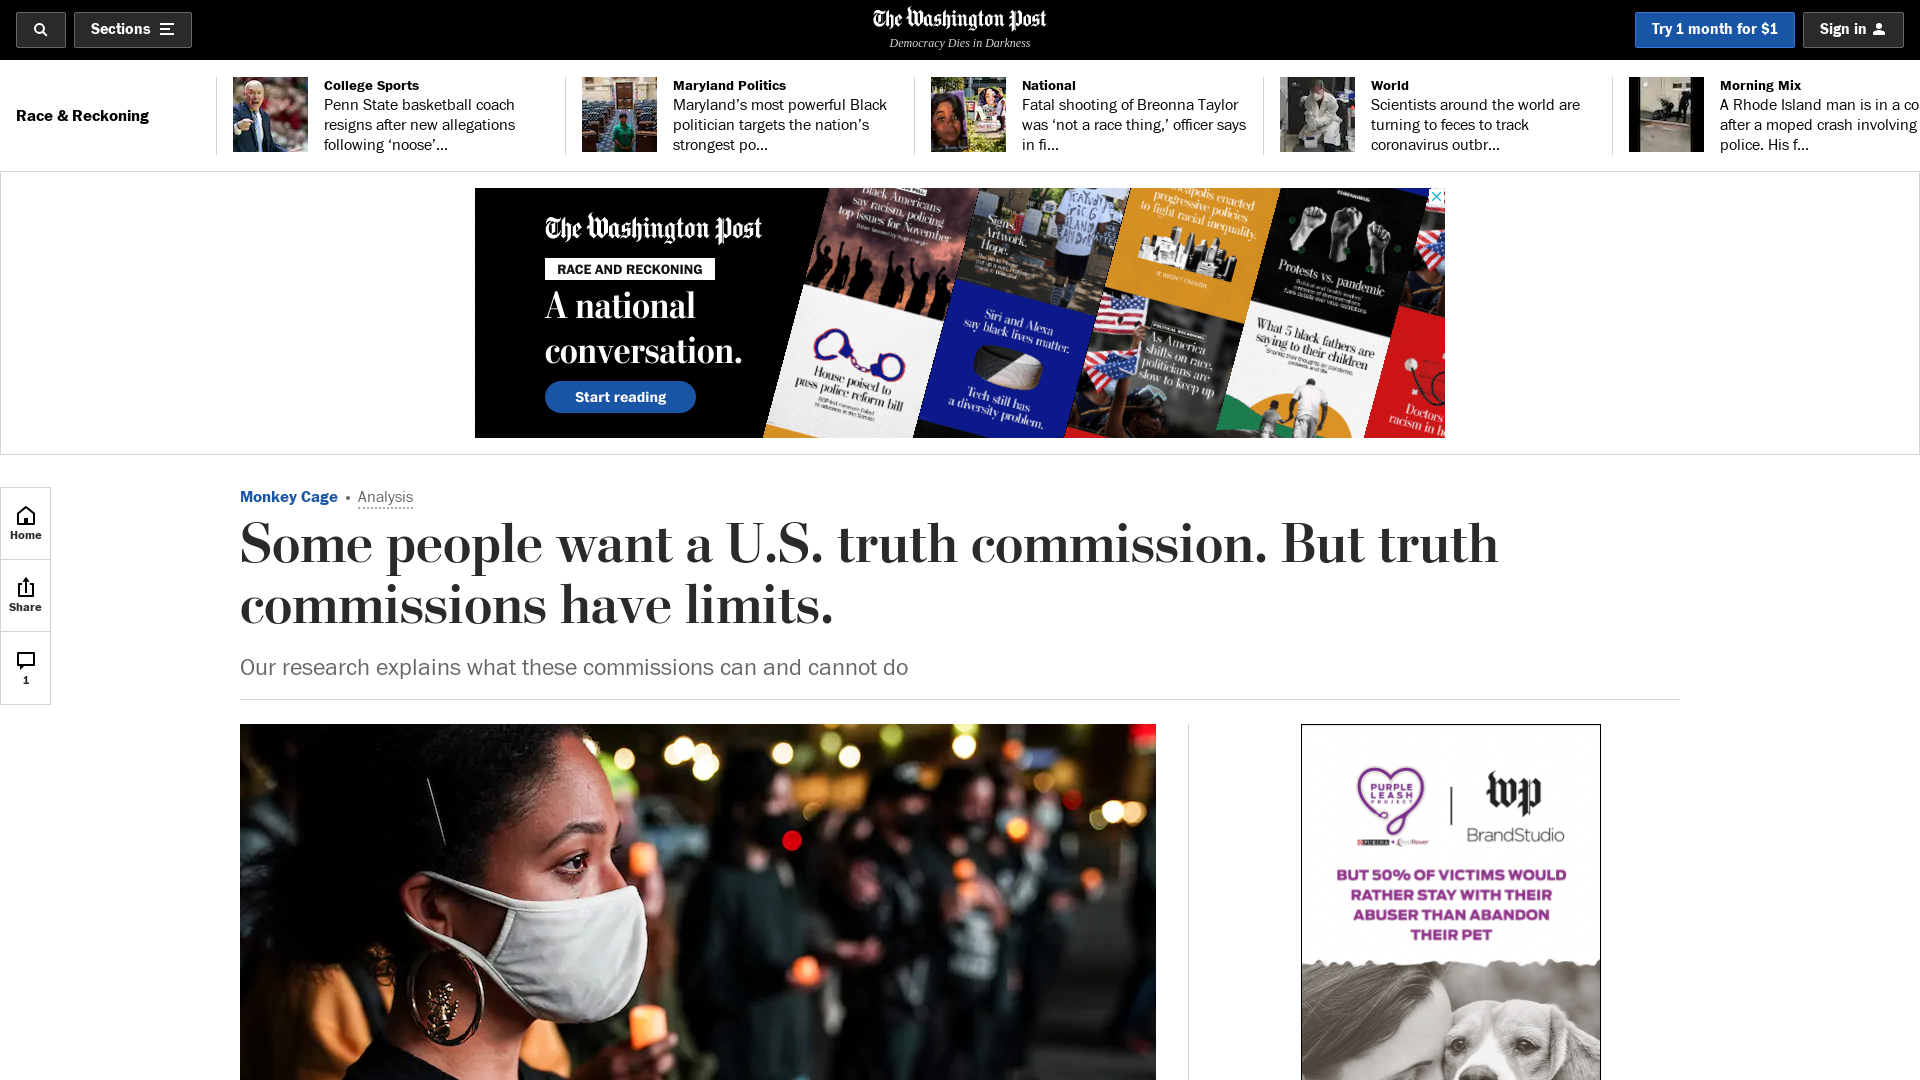 Sections
The Washington Post
Democracy Dies in Darkness
Try 1 month for $1
Sign in
Race & Reckoning
College Sports
Penn State basketball coach
resigns after new allegations
following ‘noose’...
Maryland Politics
Maryland’s most powerful Black
politician targets the nation’s
strongest po...
National
Fatal shooting of Breonna Taylor
was ‘not a race thing,’ officer says
in fi...
World
Scientists around the world are
turning to feces to track
coronavirus outbr...
Morning Mix
A Rhode Island man is in a co
after a moped crash involving
police. His f...
The Washington Post
RACE AND RECKONING
A national
conversation.
Start reading
Black Americans
say racism, policing
top issues for November
House poised to
pass police reform bill
Signs.
Artwork.
Hope.
Siri and Alexa
say black lives matter.
Tech still has
a diversity problem.
enacted
progressive policies
to fight racial inequality.
IT WASN'T ENOUGH
POLITICAL RECKONING
As America
shifts on race,
politicians are
slow to keep up
CORONAVIRUS
Protests vs. pandemic
What 5 black fathers are
saying to their children
Doctors
racism in h
Home
Share
1
Monkey Cage • Analysis
Some people want a U.S. truth commission. But truth
commissions have limits.
Our research explains what these commissions can and cannot do
PURPLE
LEASH
PROJECT
PURINA
RedRover
wp
BrandStudio
BUT 50% OF VICTIMS WOULD
RATHER STAY WITH THEIR
ABUSER THAN ABANDON
THEIR PET